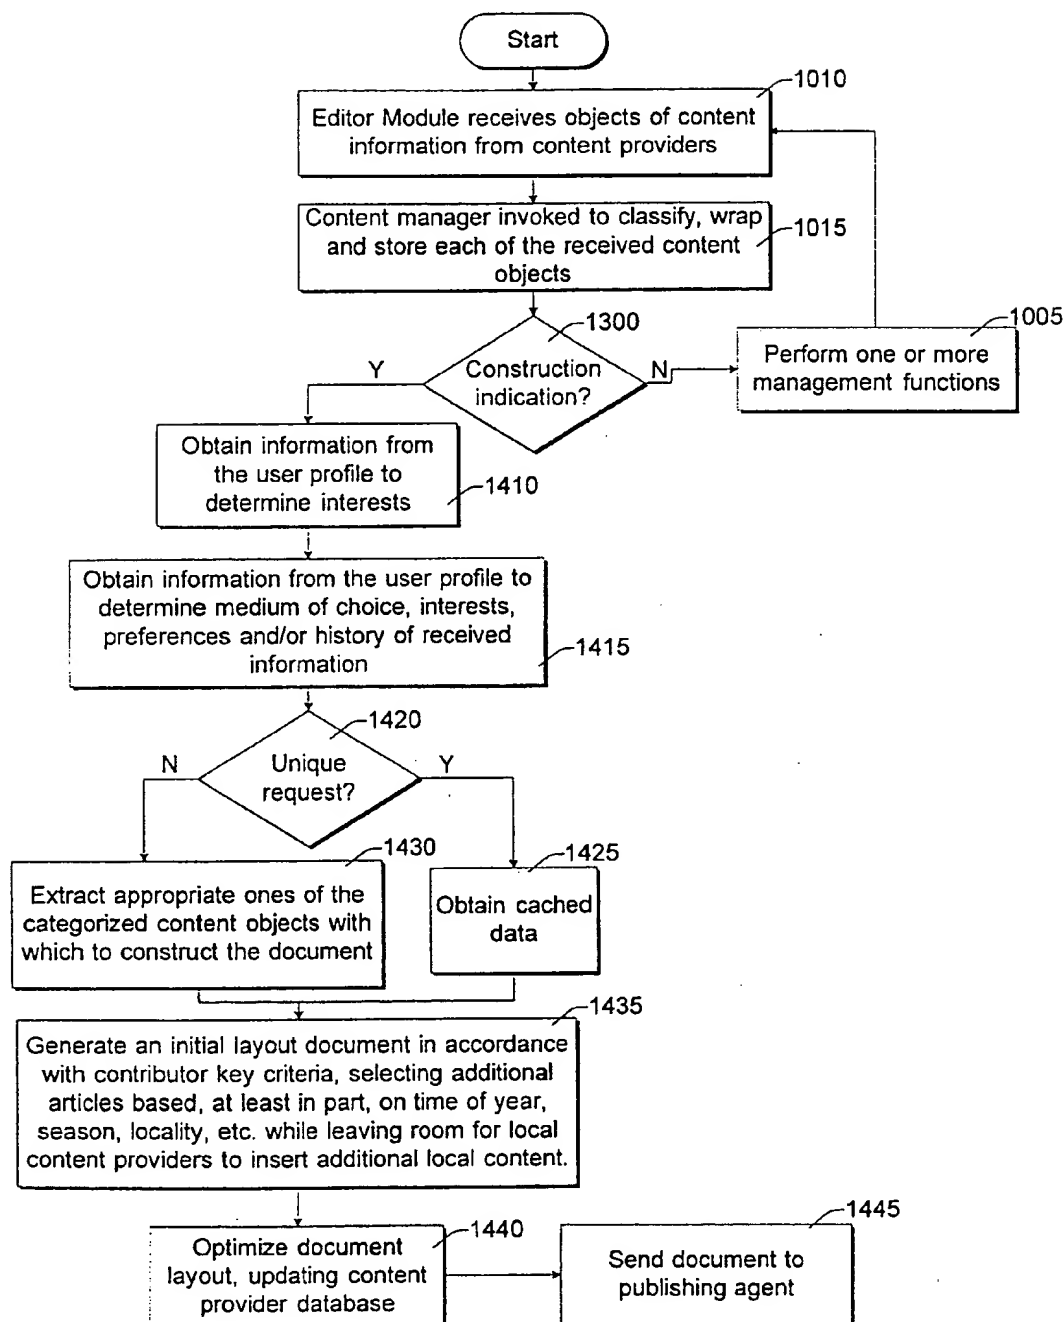 Start
1010
Editor Module receives objects of content
information from content providers
Content manager invoked to classify, wrap
and store each of the received content
objects
1015
1300
Construction
indication?
Y
N
1005
Perform one or more
management functions
Obtain information from
the user profile to
determine interests
1410
Obtain information from the user profile to
determine medium of choice, interests,
preferences and/or history of received
information
1415
1420
Unique
request?
N
Y
1430
Extract appropriate ones of the
categorized content objects with
which to construct the document
1425
Obtain cached
data
1435
Generate an initial layout document in accordance
with contributor key criteria, selecting additional
articles based, at least in part, on time of year,
season, locality, etc. while leaving room for local
content providers to insert additional local content.
1440
Optimize document
layout, updating content
provider database
1445
Send document to
publishing agent